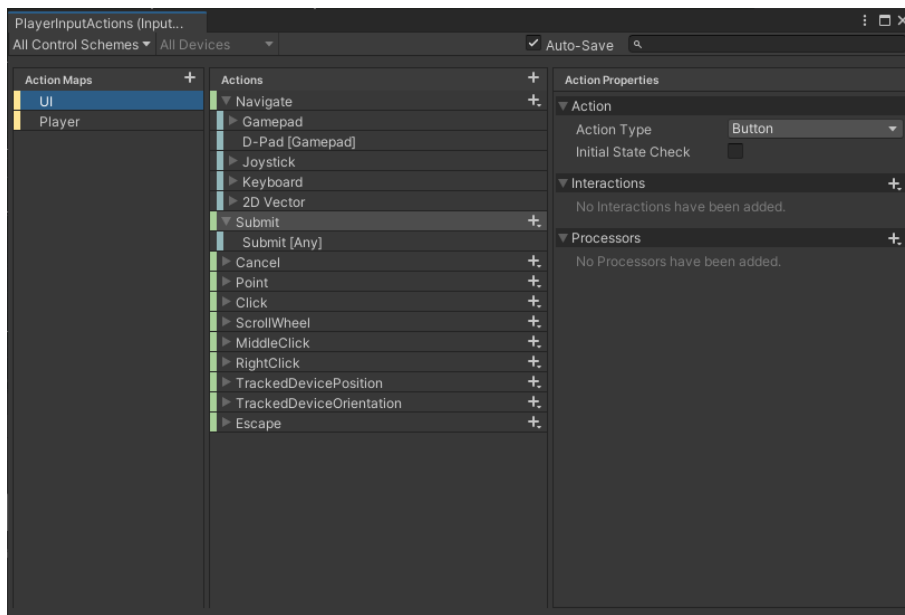 PlayerInputActions (Input...
All Control Schemes All Devices Auto-Save
Action Maps
UI
Player
Actions
Navigate
Gamepad
D-Pad [Gamepad]
Joystick
Keyboard
2D Vector
Submit
Submit [Any]
Cancel
Point
Click
ScrollWheel
MiddleClick
RightClick
TrackedDevicePosition
TrackedDeviceOrientation
Escape
Action Properties
Action
Action Type Button
Initial State Check
Interactions
No Interactions have been added.
Processors
No Processors have been added.